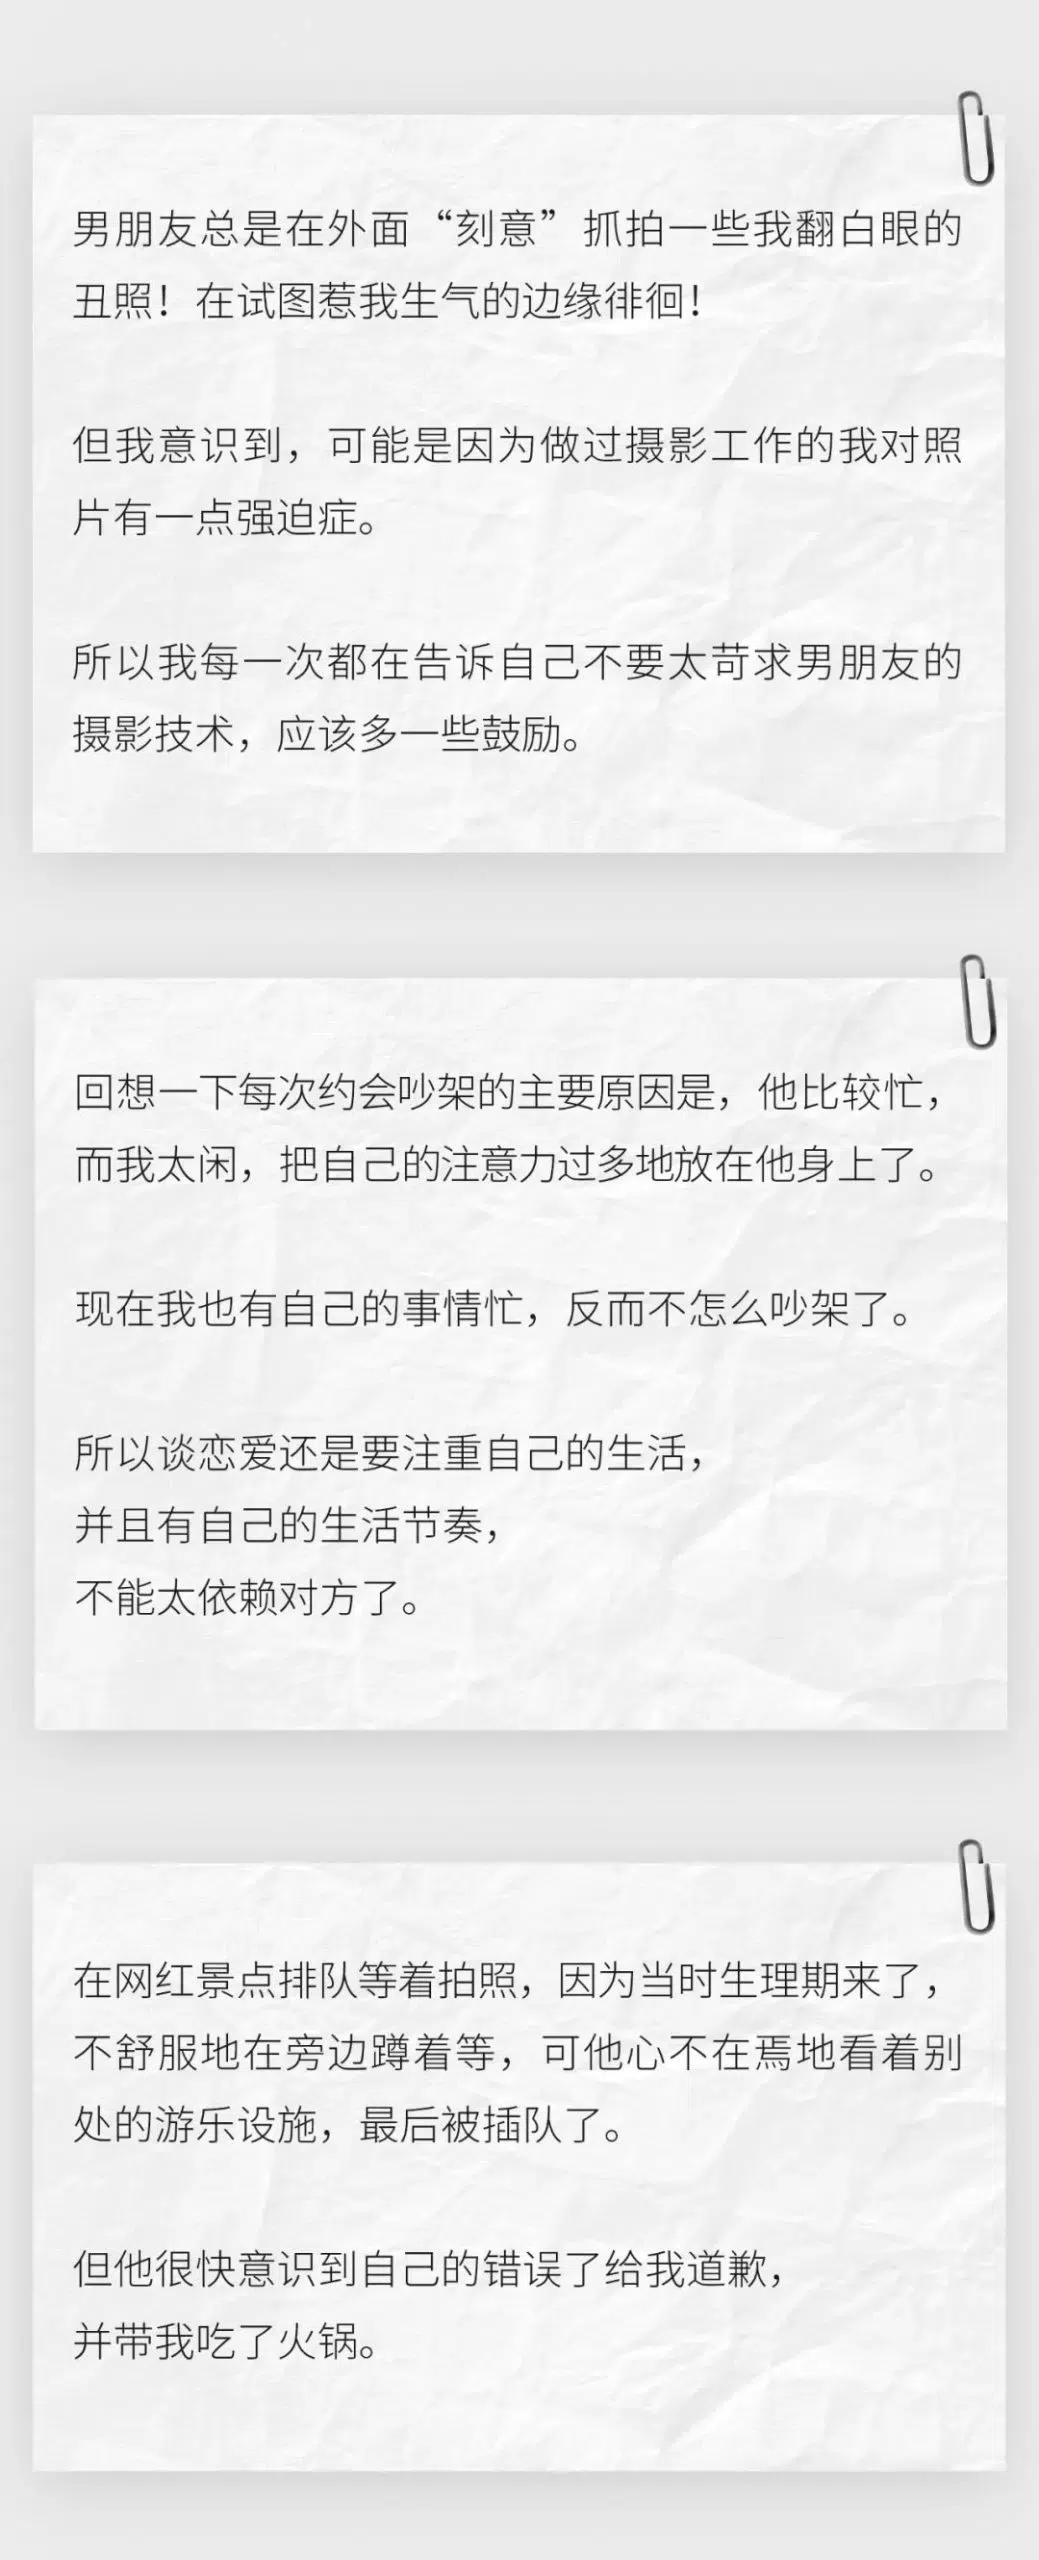 男朋友总是在外面“刻意”抓拍一些我翻白眼的
丑照！在试图惹我生气的边缘徘徊！
但我意识到，可能是因为做过摄影工作的我对照
片有一点强迫症。
所以我每一次都在告诉自己不要太苛求男朋友的
摄影技术，应该多一些鼓励。
回想一下每次约会吵架的主要原因是，他比较忙，
而我太闲，把自己的注意力过多地放在他身上了。
现在我也有自己的事情忙，反而不怎么吵架了。
所以谈恋爱还是要注重自己的生活，
并且有自己的生活节奏，
不能太依赖对方了。
在网红景点排队等着拍照，因为当时生理期来了，
不舒服地在旁边蹲着等，可他心不在焉地看着别
处的游乐设施，最后被插队了。
但他很快意识到自己的错误了给我道歉，
并带我吃了火锅。